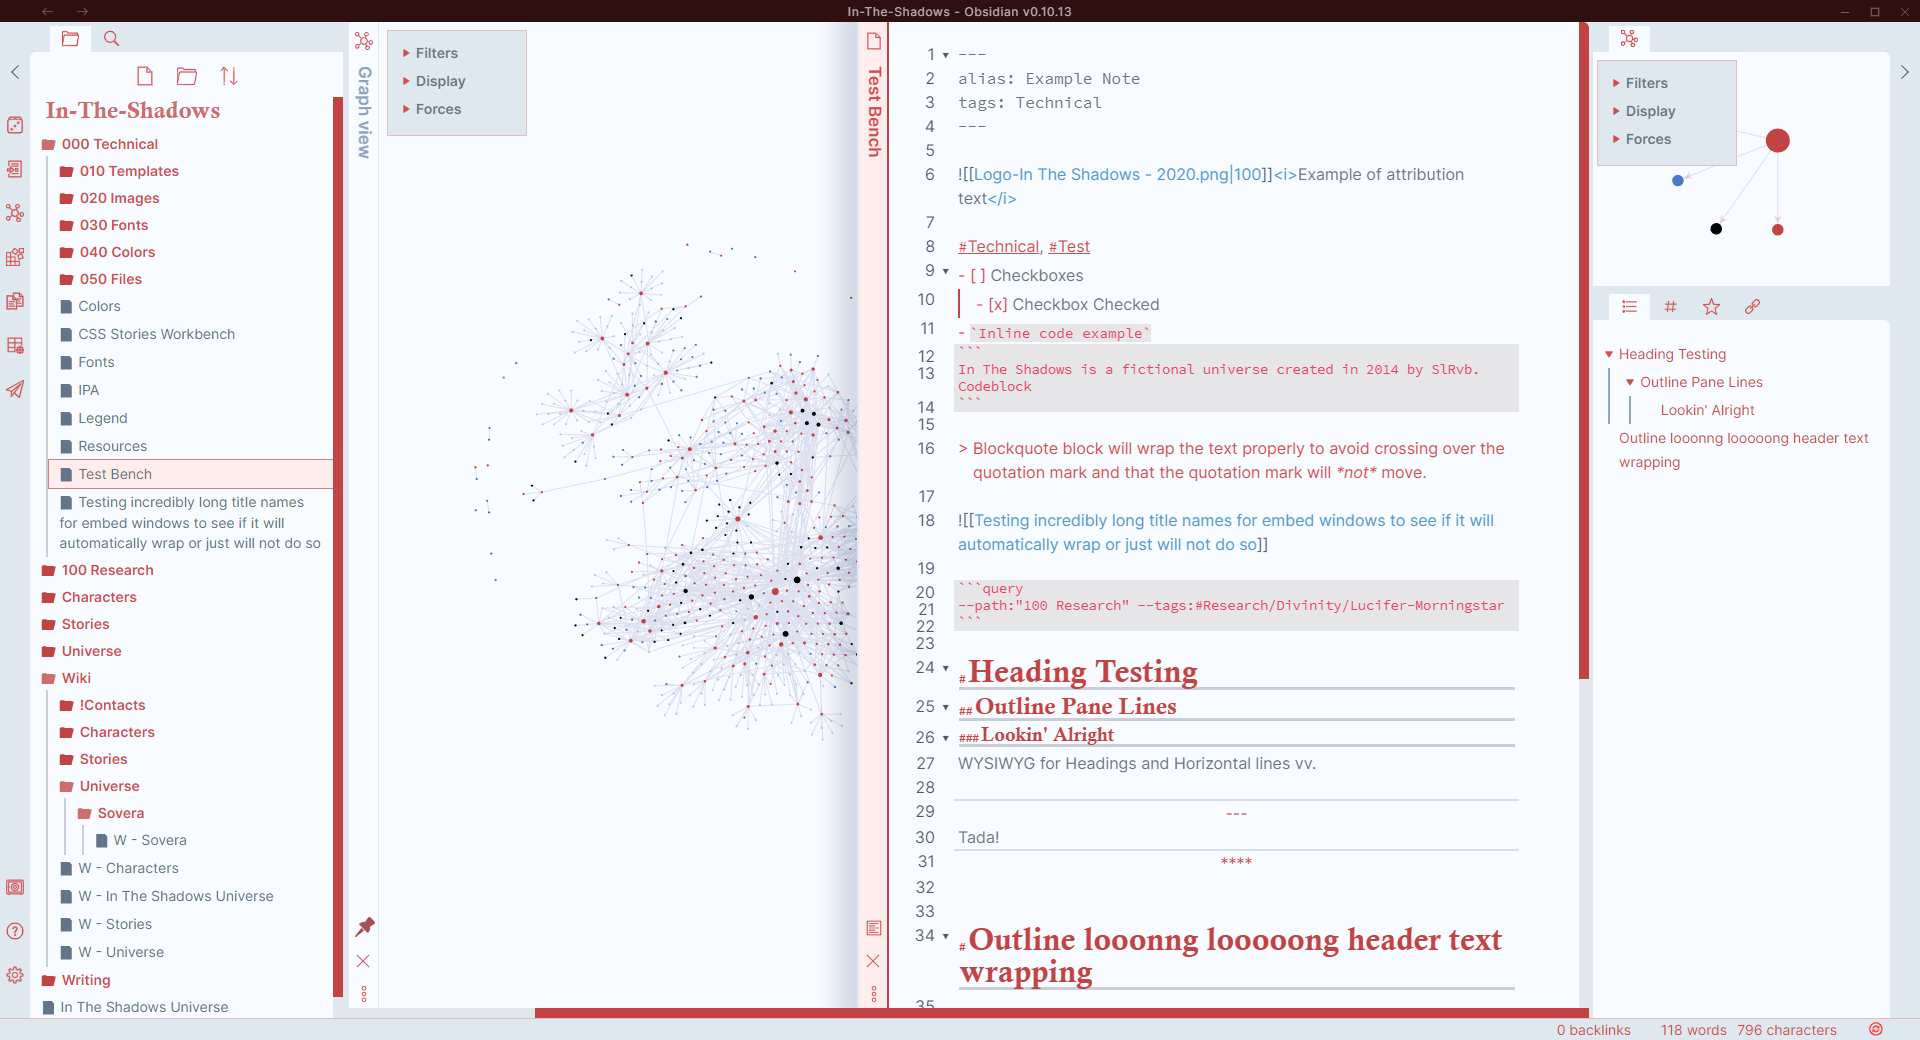 In-The-Shadows - Obsidian v0.10.13
In-The-Shadows
000 Technical
010 Templates
020 Images
030 Fonts
040 Colors
050 Files
Colors
CSS Stories Workbench
Fonts
IPA
Legend
Resources
Test Bench
Testing incredibly long title names
for embed windows to see if it will
automatically wrap or just will not do so
100 Research
Characters
Stories
Universe
Wiki
!Contacts
Characters
Stories
Universe
Sovera
W - Sovera
W - Characters
W - In The Shadows Universe
W - Stories
W - Universe
Writing
In The Shadows Universe
Graph view
Filters
Display
Forces
Test Bench
1 ---
2 alias: Example Note
3 tags: Technical
4 ---
5
6 ![[Logo-In The Shadows - 2020.png|100]]<i>Example of attribution
text</i>
7
8 #Technical, #Test
9 - [ ] Checkboxes
10 - [x] Checkbox Checked
11 - `Inline code example`
12 ```
13 In The Shadows is a fictional universe created in 2014 by SlRvb.
Codeblock
14 ```
15
16 > Blockquote block will wrap the text properly to avoid crossing over the
quotation mark and that the quotation mark will *not* move.
17
18 ![[Testing incredibly long title names for embed windows to see if it will
automatically wrap or just will not do so]]
19
20 ```query
21 --path:"100 Research" --tags:#Research/Divinity/Lucifer-Morningstar
22 ```
23
24 # Heading Testing
25 ## Outline Pane Lines
26 ### Lookin' Alright
27 WYSIWYG for Headings and Horizontal lines vv.
28
29 ---
30 Tada!
31 ****
32
33
34 # Outline looonng looooong header text
wrapping
35
Filters
Display
Forces
Heading Testing
Outline Pane Lines
Lookin' Alright
Outline looonng looooong header text
wrapping
0 backlinks 118 words 796 characters